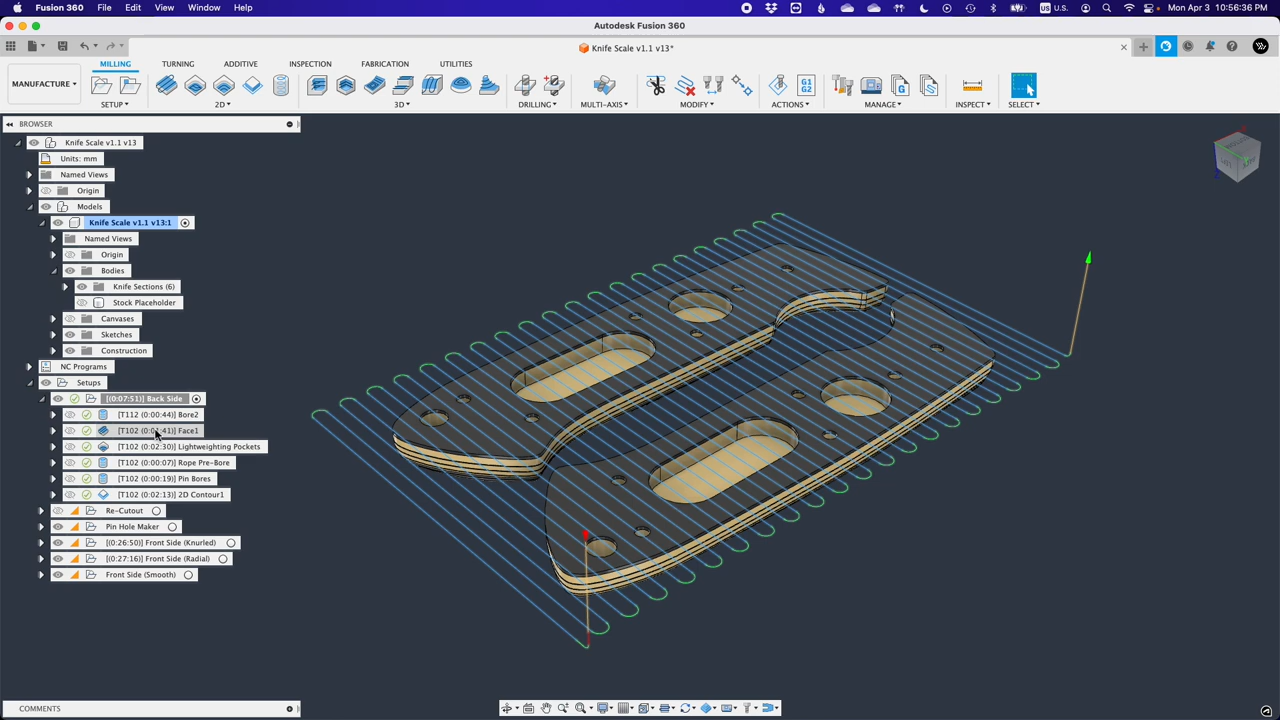 Fusion 360 File Edit View Window Help
U.S. Mon Apr 3 10:56:36 PM
Autodesk Fusion 360
Knife Scale v1.1 v13*
MILLING TURNING ADDITIVE INSPECTION FABRICATION UTILITIES
MANUFACTURE
G1
G2
SETUP 2D 3D DRILLING MULTI-AXIS MODIFY ACTIONS MANAGE INSPECT SELECT
BROWSER
Knife Scale v1.1 v13
Units: mm
Named Views
Origin
Models
Knife Scale v1.1 v13:1
Named Views
Origin
Bodies
Knife Sections (6)
Stock Placeholder
Canvases
Sketches
Construction
NC Programs
Setups
[(0:07:51)] Back Side
[T112 (0:00:44)] Bore2
[T102 (0:01:41)] Face1
[T102 (0:02:30)] Lightweighting Pockets
[T102 (0:00:07)] Rope Pre-Bore
[T102 (0:00:19)] Pin Bores
[T102 (0:02:13)] 2D Contour1
Re-Cutout
Pin Hole Maker
[(0:26:50)] Front Side (Knurled)
[(0:27:16)] Front Side (Radial)
Front Side (Smooth)
COMMENTS